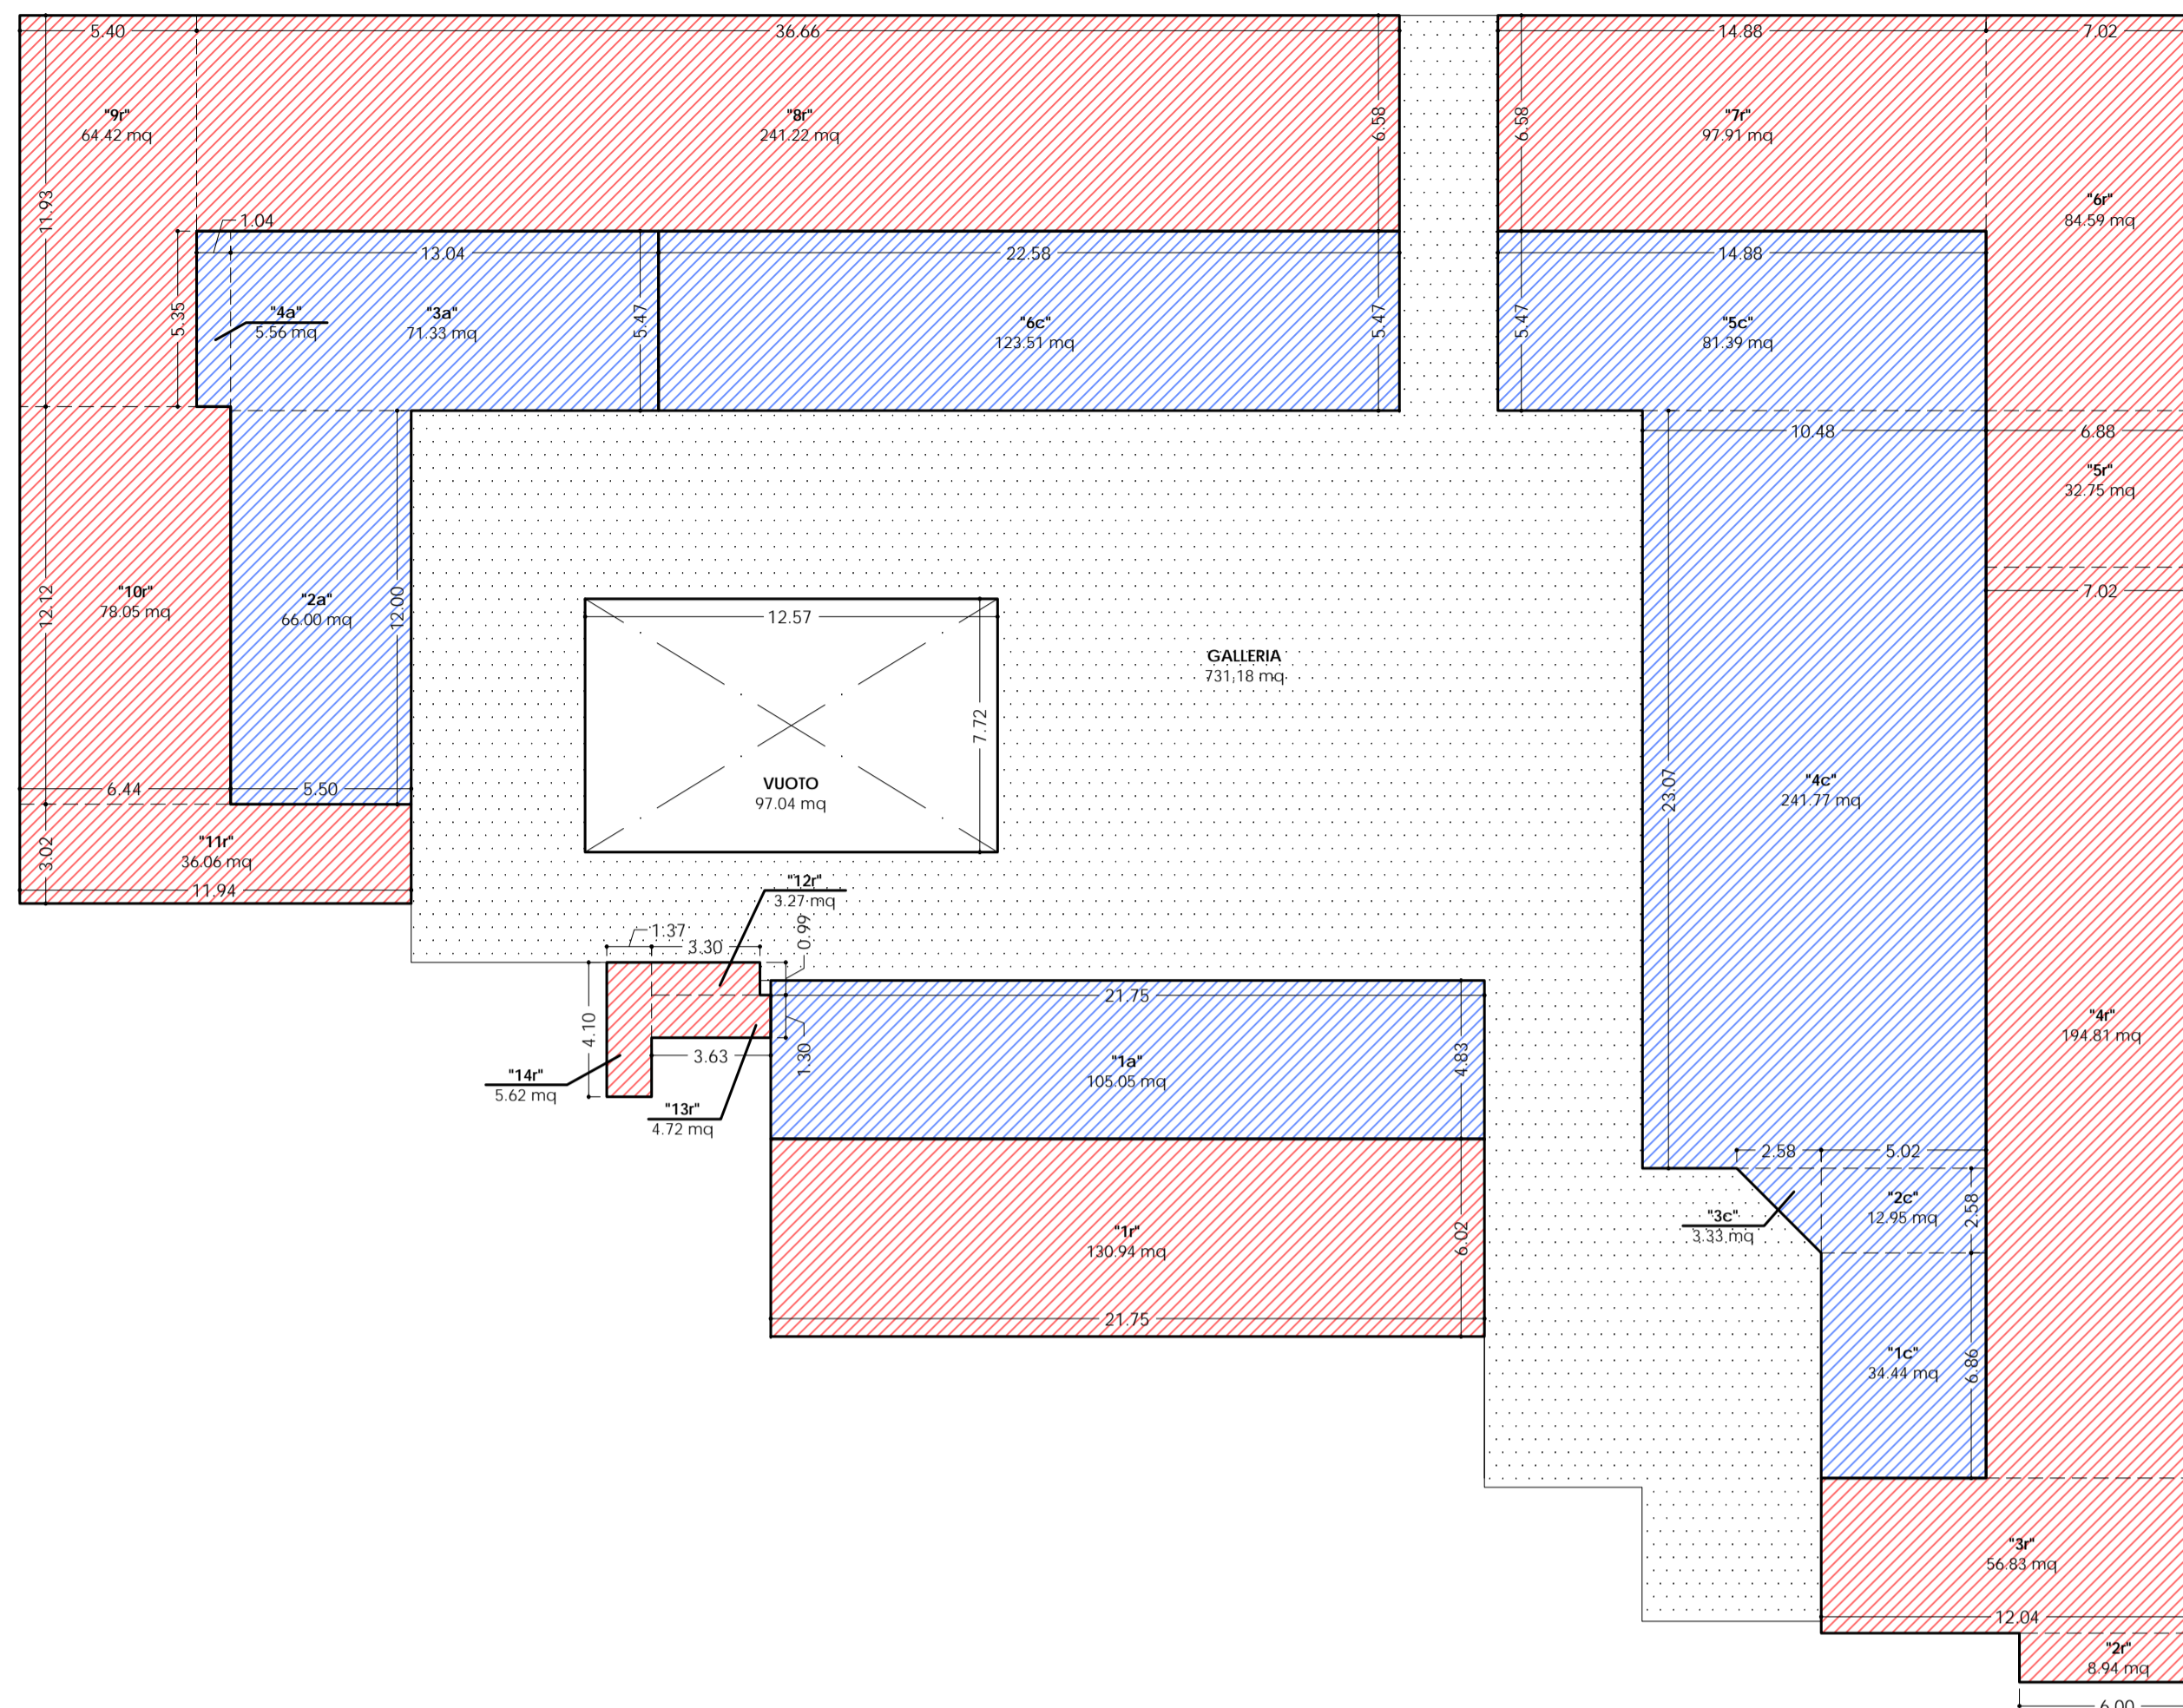 5.40
36.66
14.88
7.02
"9r"
64.42 mq
"8r"
241.22 mq
6.58
6.58
"7r"
97.91 mq
11.93
"6r"
84.59 mq
1.04
13.04
22.58
14.88
5.35
"4a"
5.56 mq
"3a"
71.33 mq
5.47
"6c"
123.51 mq
5.47
5.47
"5c"
81.39 mq
10.48
6.88
"5r"
32.75 mq
12.12
"10r"
78.05 mq
"2a"
66.00 mq
12.00
12.57
7.02
GALLERIA
731,18 mq
7.72
VUOTO
97.04 mq
23.07
"4c"
241.77 mq
6.44
5.50
3.02
"11r"
36.06 mq
11.94
"12r"
3.27 mq
0.99
1.37
3.30
21.75
4.10
3.63
1.30
4.83
"1a"
105.05 mq
"4r"
194.81 mq
"14r"
5.62 mq
"13r"
4.72 mq
2.58
5.02
"2c"
12.95 mq
2.58
"3c"
3.33 mq
"1r"
130.94 mq
6.02
21.75
"1c"
34.44 mq
6.86
"3r"
56.83 mq
12.04
"2r"
8.94 mq
6.00